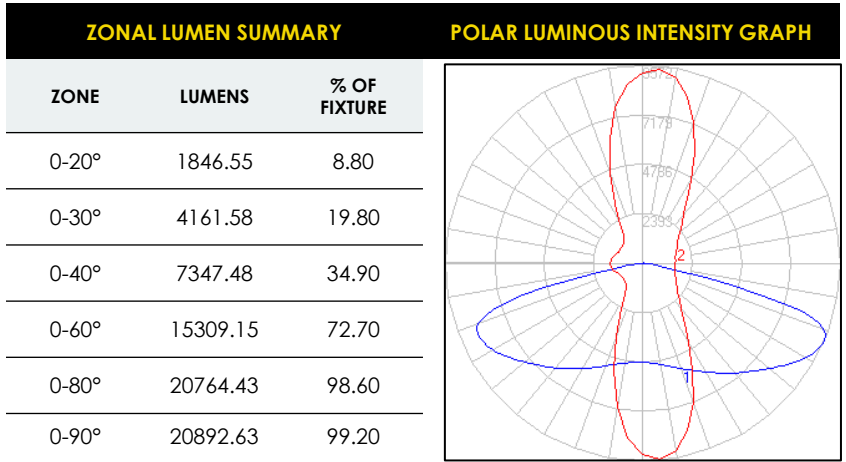 ZONAL LUMEN SUMMARY
ZONE LUMENS % OF FIXTURE
0-20° 1846.55 8.80
0-30° 4161.58 19.80
0-40° 7347.48 34.90
0-60° 15309.15 72.70
0-80° 20764.43 98.60
0-90° 20892.63 99.20
POLAR LUMINOUS INTENSITY GRAPH
7179
4786
2393
2
1